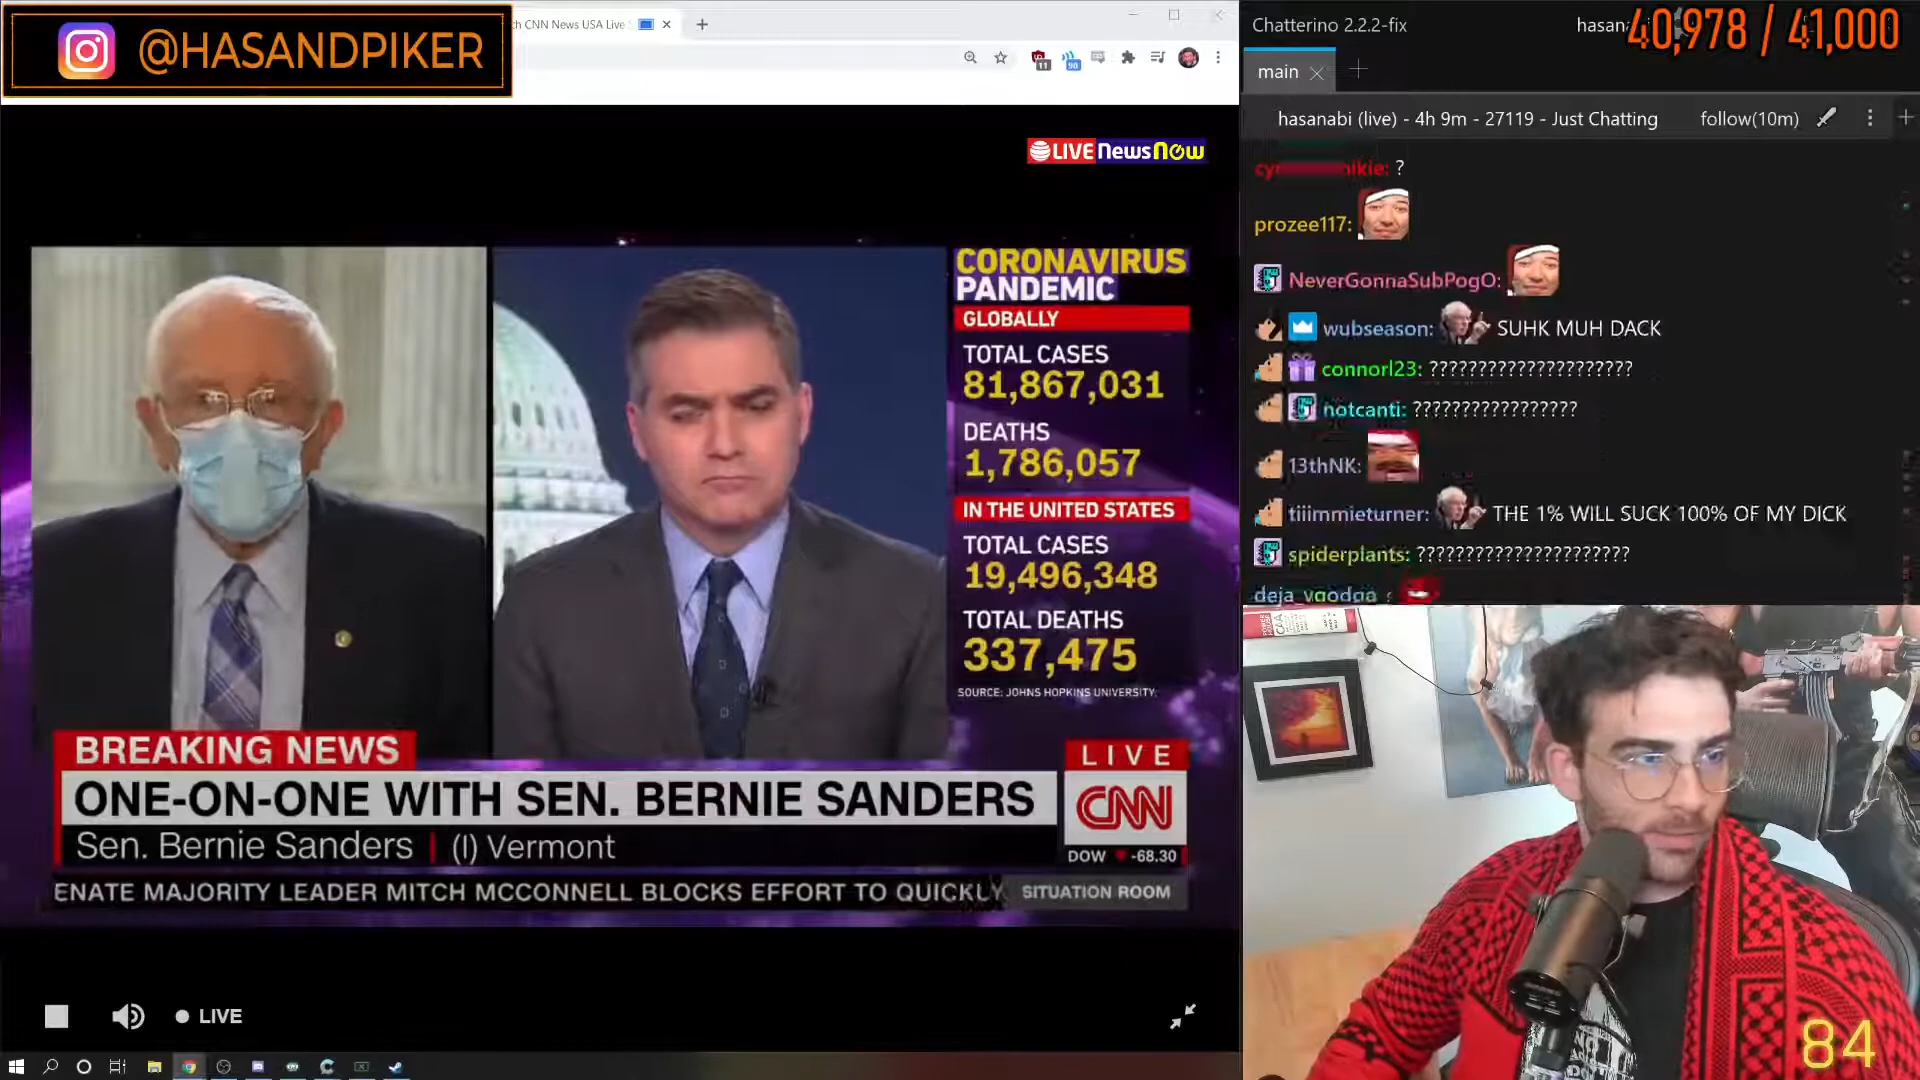 @HASANDPIKER
ch CNN News USA Live
11
90
LIVE News Now
CORONAVIRUS
PANDEMIC
GLOBALLY
TOTAL CASES
81,867,031
DEATHS
1,786,057
IN THE UNITED STATES
TOTAL CASES
19,496,348
TOTAL DEATHS
337,475
SOURCE: JOHNS HOPKINS UNIVERSITY
BREAKING NEWS
ONE-ON-ONE WITH SEN. BERNIE SANDERS
Sen. Bernie Sanders | (I) Vermont
LIVE
CNN
DOW -68.30
ENATE MAJORITY LEADER MITCH MCCONNELL BLOCKS EFFORT TO QUICKLY
SITUATION ROOM
LIVE
Chatterino 2.2.2-fix
40,978 / 41,000
main
hasanabi (live) - 4h 9m - 27119 - Just Chatting
follow(10m)
?
prozee117:
NeverGonnaSubPogO:
wubseason: SUHK MUH DACK
connorl23: ?????????????????????
notcanti: ?????????????????
13thNK:
tiiimmieturner: THE 1% WILL SUCK 100% OF MY DICK
spiderplants: ??????????????????????
84